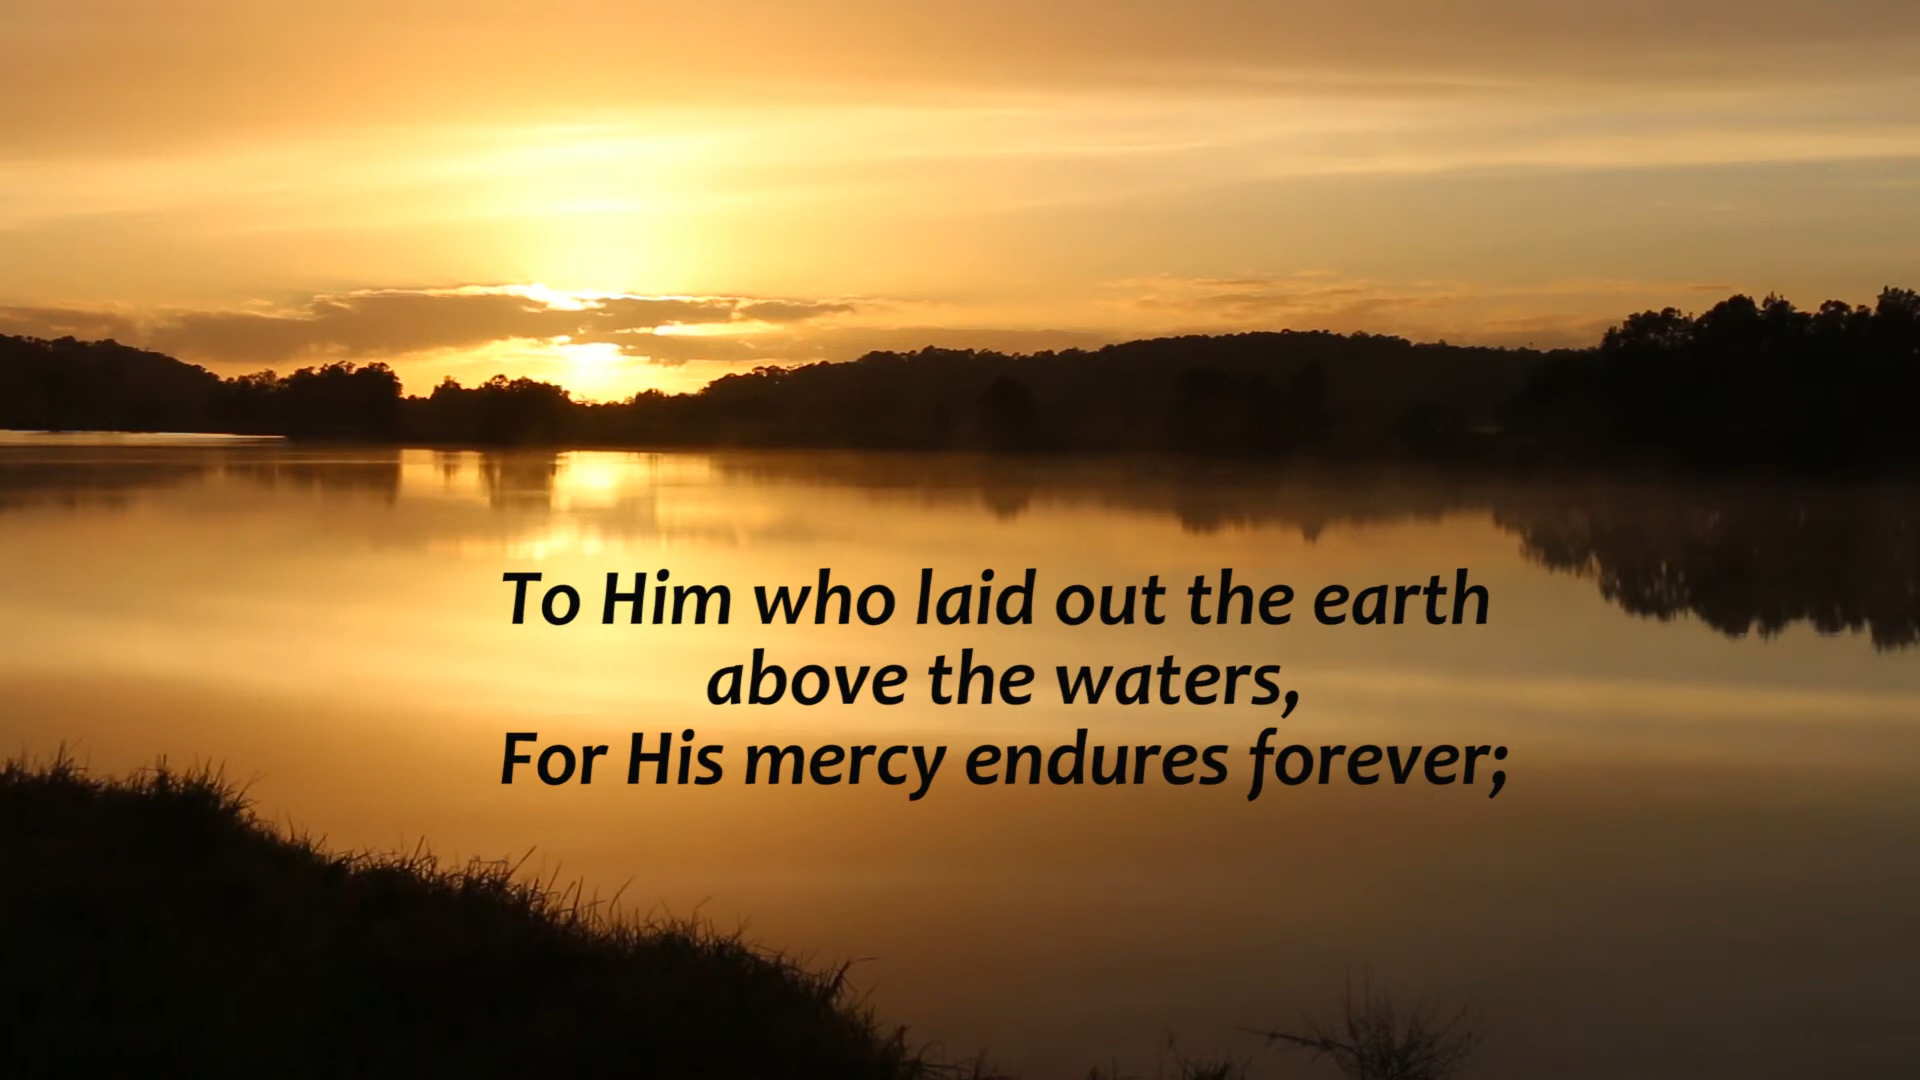 To Him who laid out the earth
above the waters,
For His mercy endures forever;